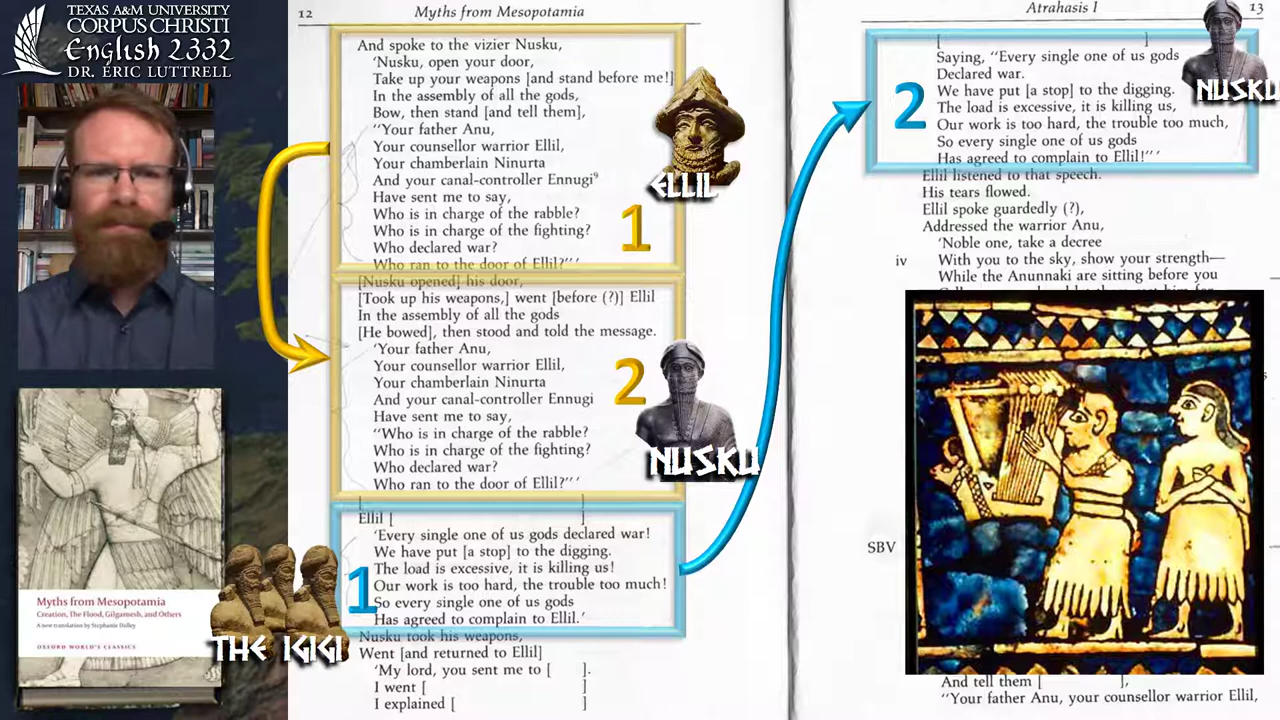 TEXAS A&M UNIVERSITY
CORPUS CHRISTI
English 2332
DR. ERIC LUTTRELL
Myths from Mesopotamia
Creation, The Flood, Gilgamesh, and Others
A new translation by Stephanie Dalley
OXFORD WORLD'S CLASSICS
THE IGIGI
12 Myths from Mesopotamia
And spoke to the vizier Nusku,
'Nusku, open your door,
Take up your weapons [and stand before me!]
In the assembly of all the gods,
Bow, then stand [and tell them],
"Your father Anu,
Your counsellor warrior Ellil,
Your chamberlain Ninurta
And your canal-controller Ennugi⁹
Have sent me to say,
Who is in charge of the rabble?
Who is in charge of the fighting?
Who declared war?
Who ran to the door of Ellil?"'
ELLIL
1
[Nusku opened] his door,
[Took up his weapons,] went [before (?)] Ellil
In the assembly of all the gods
[He bowed], then stood and told the message.
'Your father Anu,
Your counsellor warrior Ellil,
Your chamberlain Ninurta
And your canal-controller Ennugi
Have sent me to say,
"Who is in charge of the rabble?
Who is in charge of the fighting?
Who declared war?
Who ran to the door of Ellil?"'
2
NUSKU
[ ]
Ellil [ ]
'Every single one of us gods declared war!
We have put [a stop] to the digging.
The load is excessive, it is killing us!
Our work is too hard, the trouble too much!
So every single one of us gods
Has agreed to complain to Ellil.'
1
Nusku took his weapons,
Went [and returned to Ellil]
'My lord, you sent me to [ ].
I went [ ]
I explained [ ]
Atrahasis I 13
[ ]
Saying, "Every single one of us gods
Declared war.
We have put [a stop] to the digging.
The load is excessive, it is killing us,
Our work is too hard, the trouble too much,
So every single one of us gods
Has agreed to complain to Ellil!"'
2
NUSKU
Ellil listened to that speech.
His tears flowed.
Ellil spoke guardedly (?),
Addressed the warrior Anu,
'Noble one, take a decree
iv With you to the sky, show your strength—
While the Anunnaki are sitting before you
SBV
And tell them [ ],
"Your father Anu, your counsellor warrior Ellil,